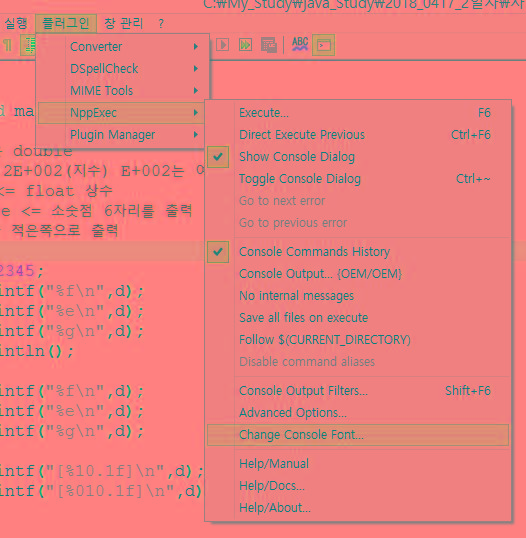 C:\My_Study\Java_Study\2018_0417_2일차\자
실행 플러그인 창 관리 ?
Converter
DSpellCheck
MIME Tools
NppExec
Plugin Manager
Execute... F6
Direct Execute Previous Ctrl+F6
Show Console Dialog
Toggle Console Dialog Ctrl+~
Go to next error
Go to previous error
Console Commands History
Console Output... {OEM/OEM}
No internal messages
Save all files on execute
Follow $(CURRENT_DIRECTORY)
Disable command aliases
Console Output Filters... Shift+F6
Advanced Options...
Change Console Font...
Help/Manual
Help/Docs...
Help/About...
ABC
d ma
double
2E+002(지수) E+002는
<= float 상수
e <= 소숫점 6자리를 출력
적은쪽으로 출력
2345;
intf("%f\n",d);
intf("%e\n",d);
intf("%g\n",d);
intln();
intf("%f\n",d);
intf("%e\n",d);
intf("%g\n",d);
intf("[%10.1f]\n",d);
intf("[%010.1f]\n",d)